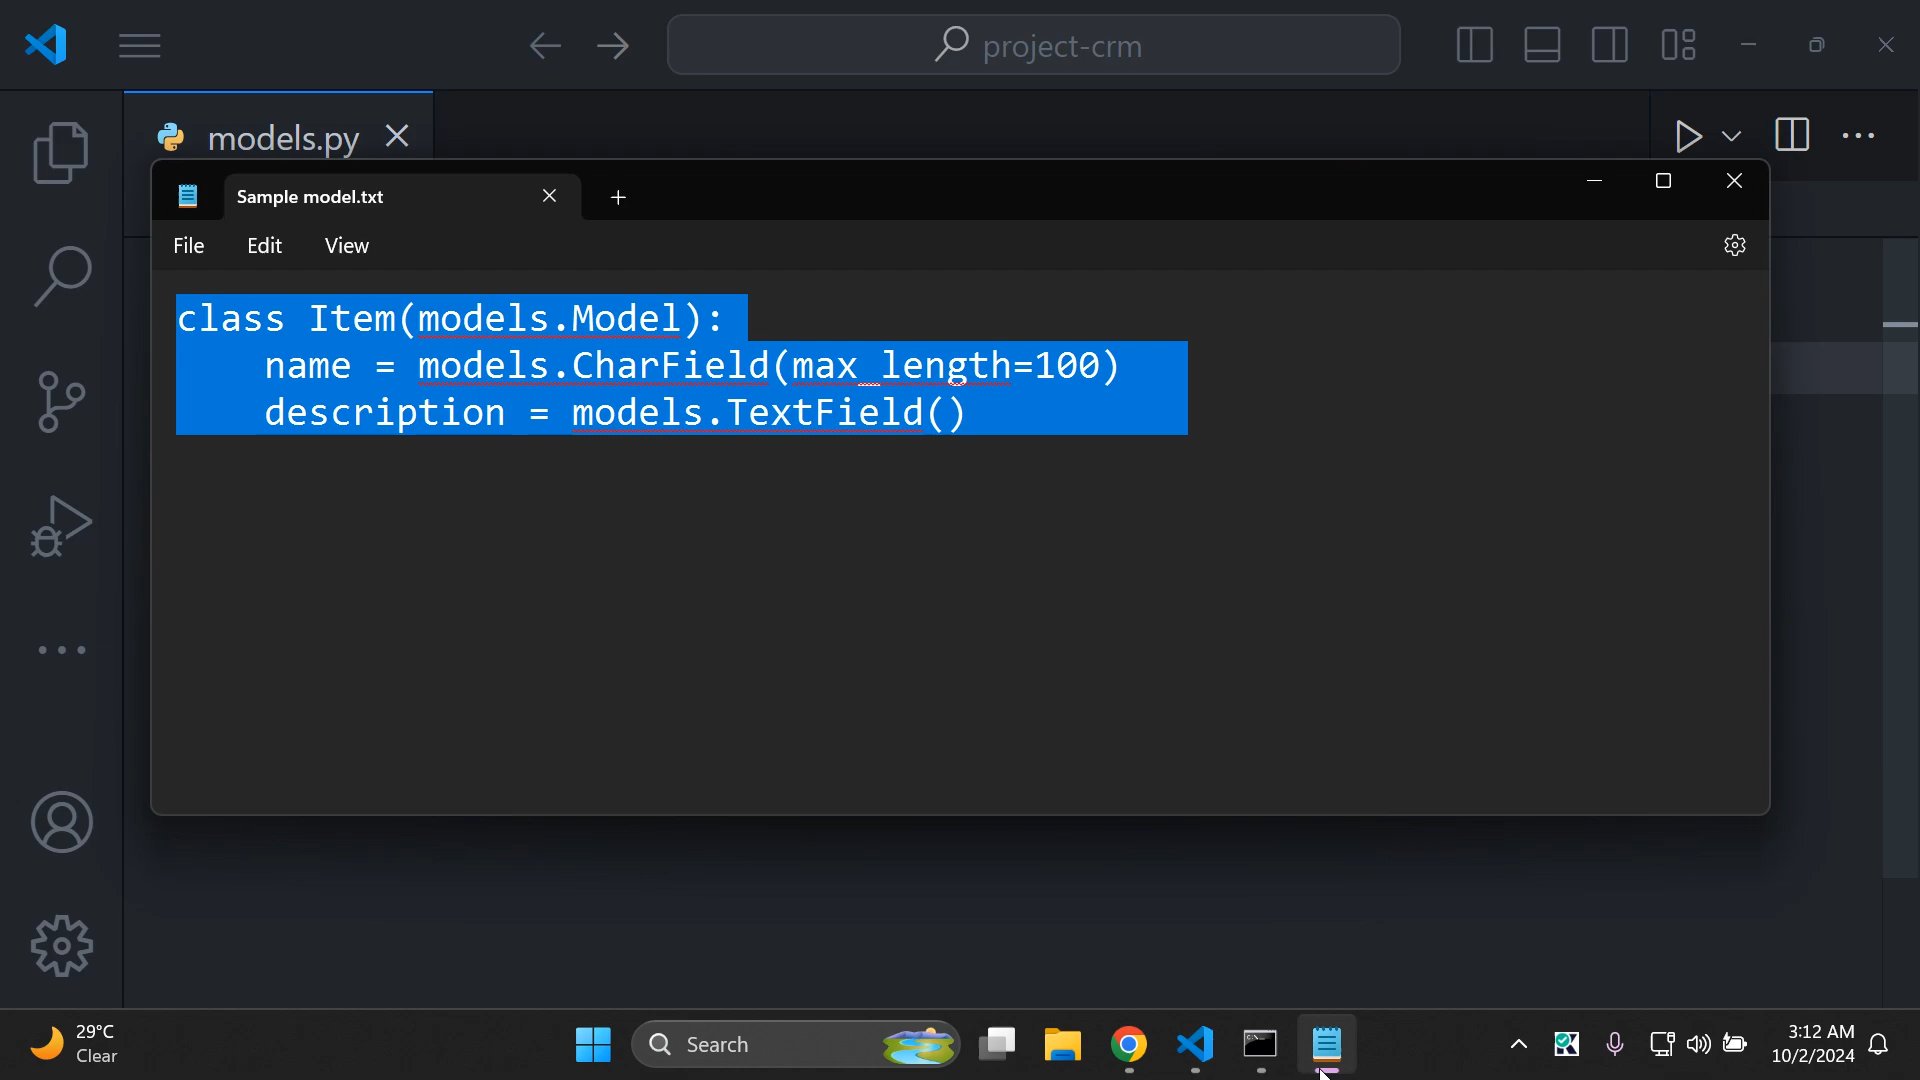 project-crm
models.py
Sample model.txt
File Edit View
class Item(models.Model):
    name = models.CharField(max_length=100)
    description = models.TextField()
29°C
Clear
Search
3:12 AM
10/2/2024